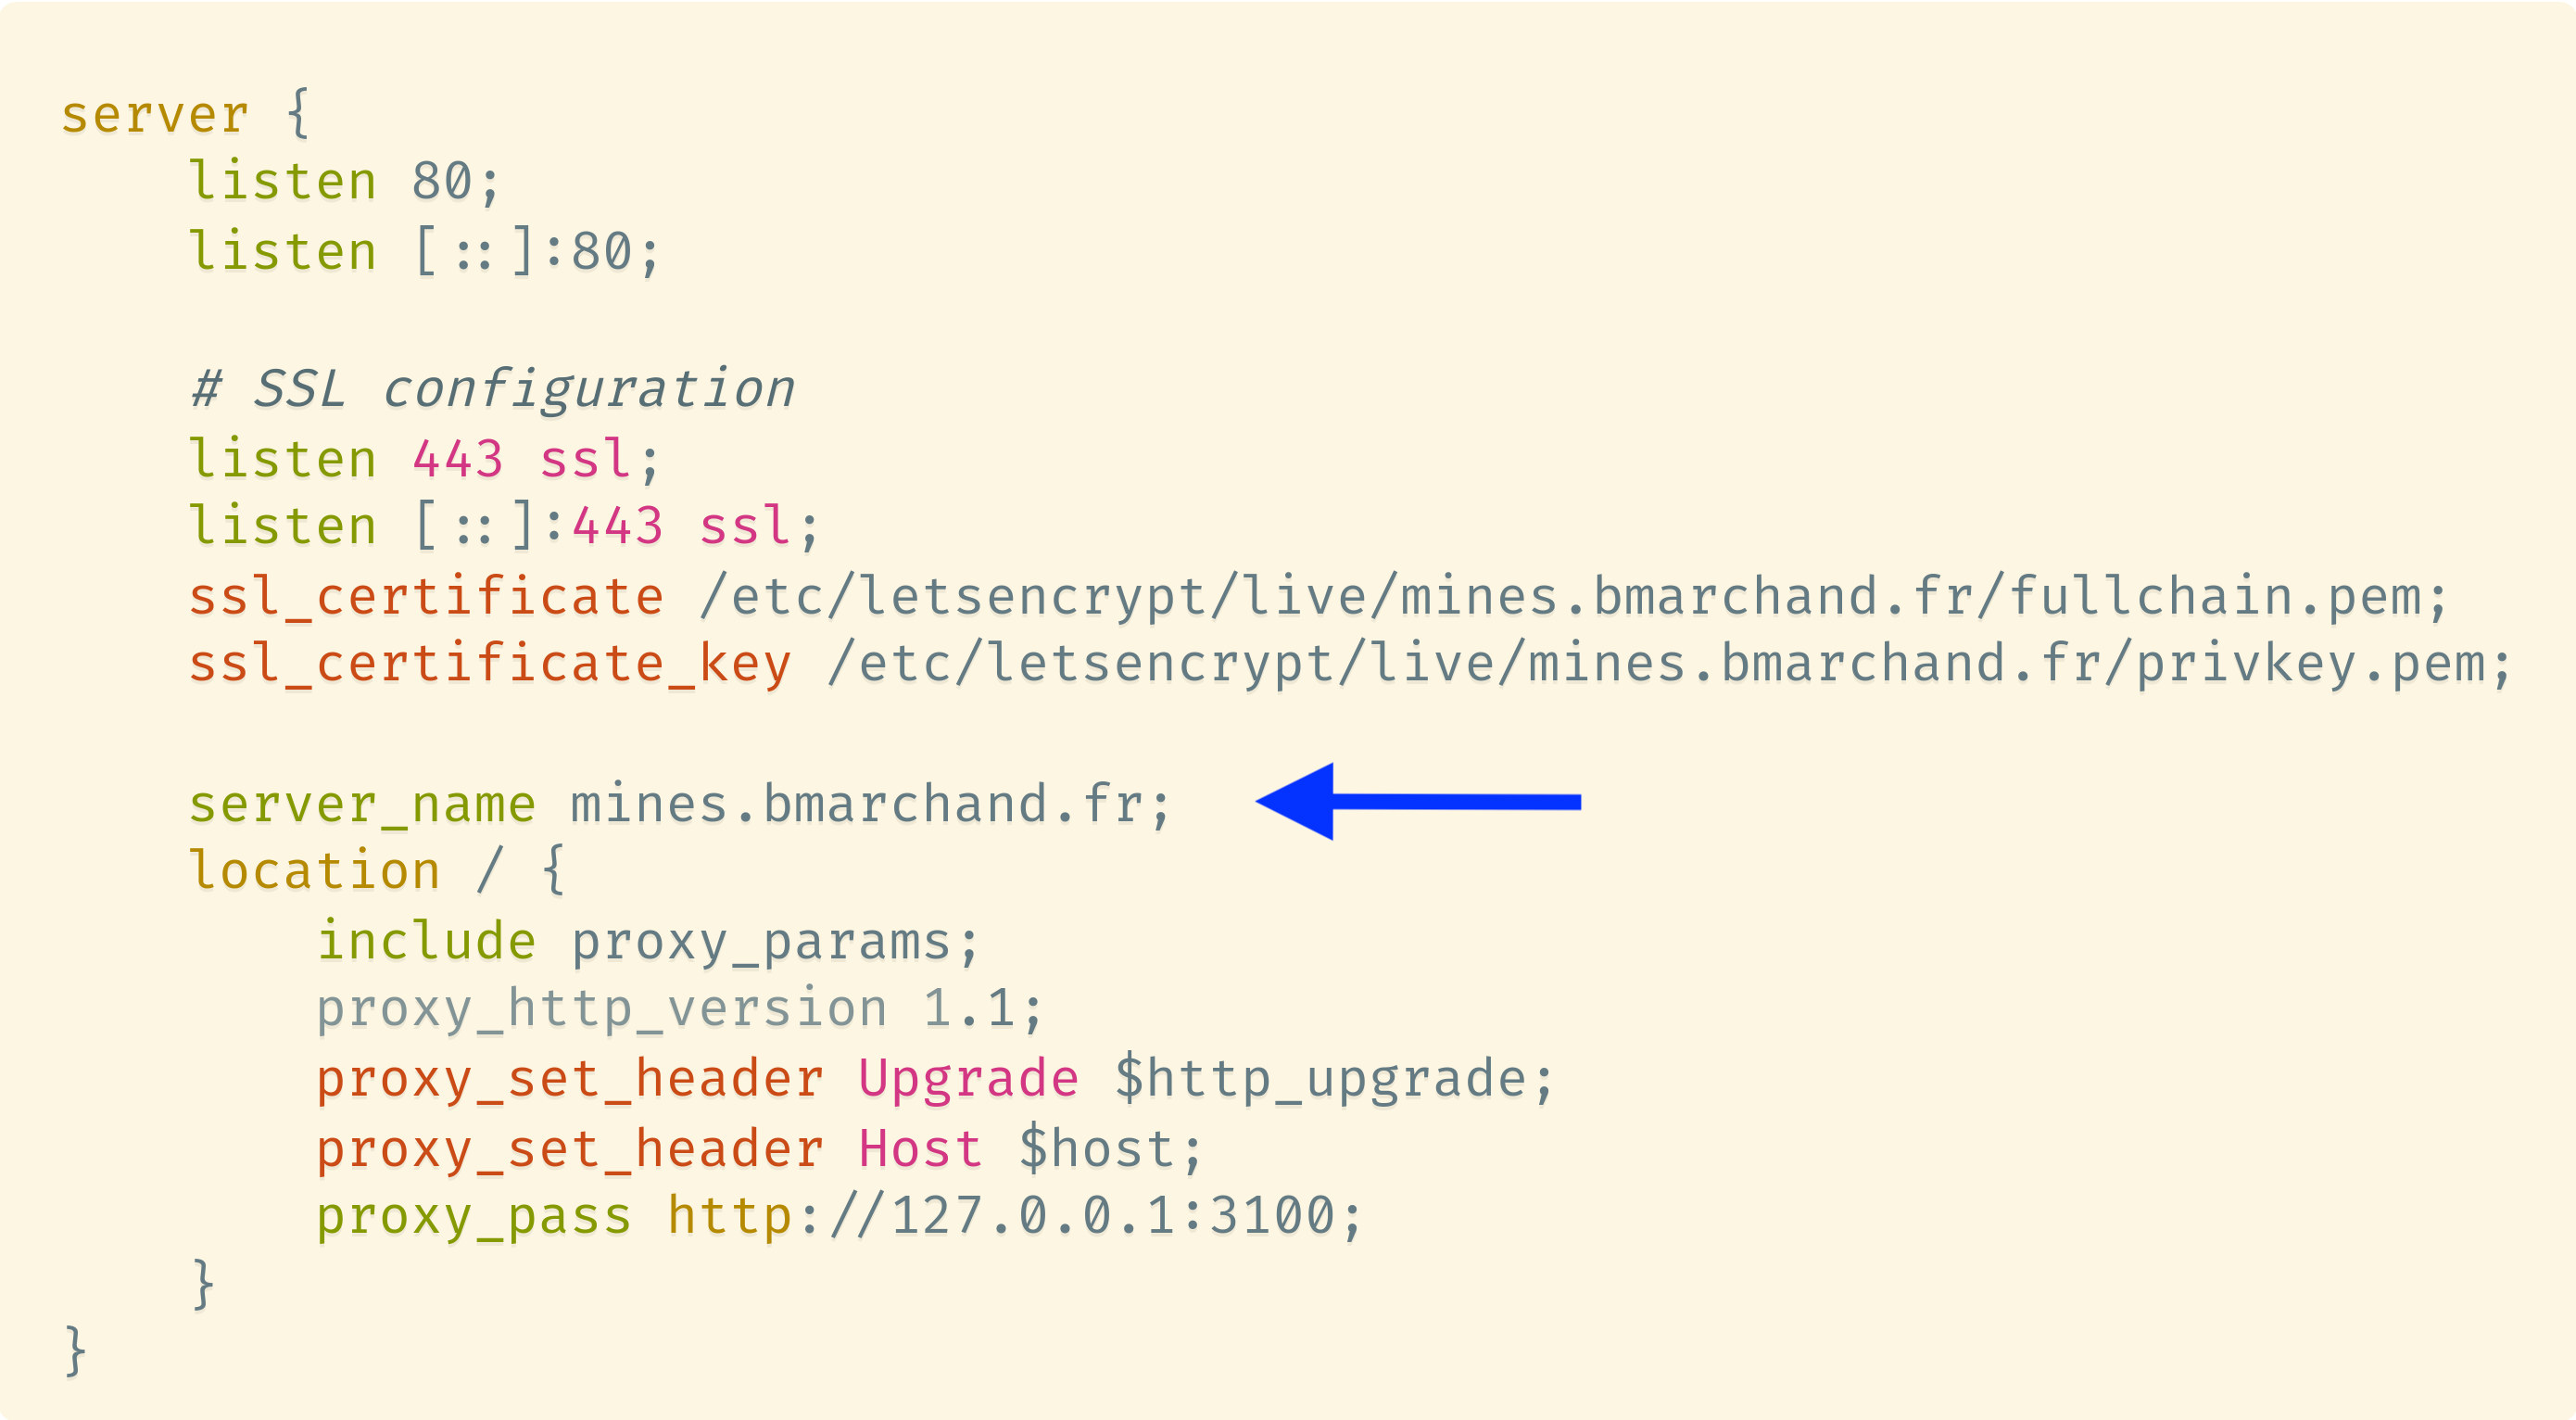 server {
listen 80;
listen [::]:80;
# SSL configuration
listen 443 ssl;
listen [::]:443 ssl;
ssl_certificate /etc/letsencrypt/live/mines.bmarchand.fr/fullchain.pem;
ssl_certificate_key /etc/letsencrypt/live/mines.bmarchand.fr/privkey.pem;
server_name mines.bmarchand.fr;
location / {
include proxy_params;
proxy_http_version 1.1;
proxy_set_header Upgrade $http_upgrade;
proxy_set_header Host $host;
proxy_pass http://127.0.0.1:3100;
}
}